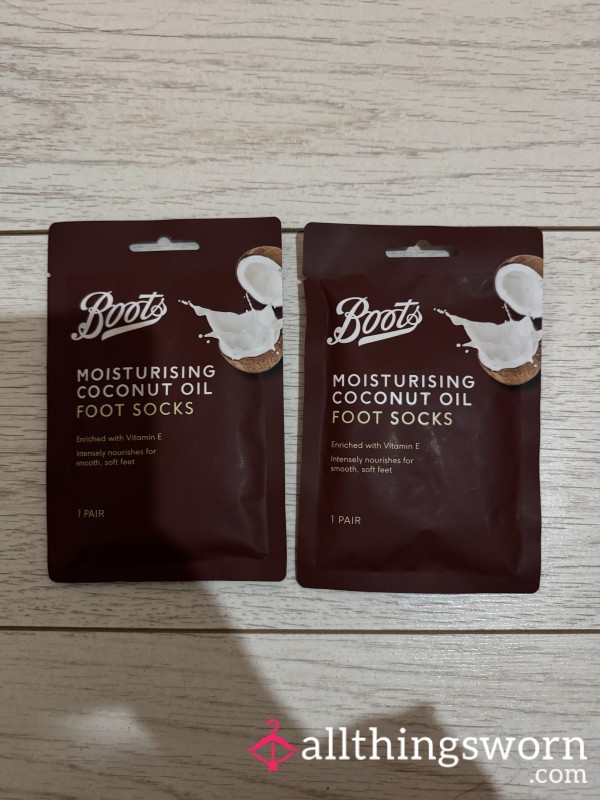 Boots
MOISTURISING
COCONUT OIL
FOOT SOCKS
Enriched with Vitamin E
Intensely nourishes for
smooth, soft feet
1 PAIR
Boots
MOISTURISING
COCONUT OIL
FOOT SOCKS
Enriched with Vitamin E
Intensely nourishes for
smooth, soft feet
1 PAIR
allthingsworn
.com